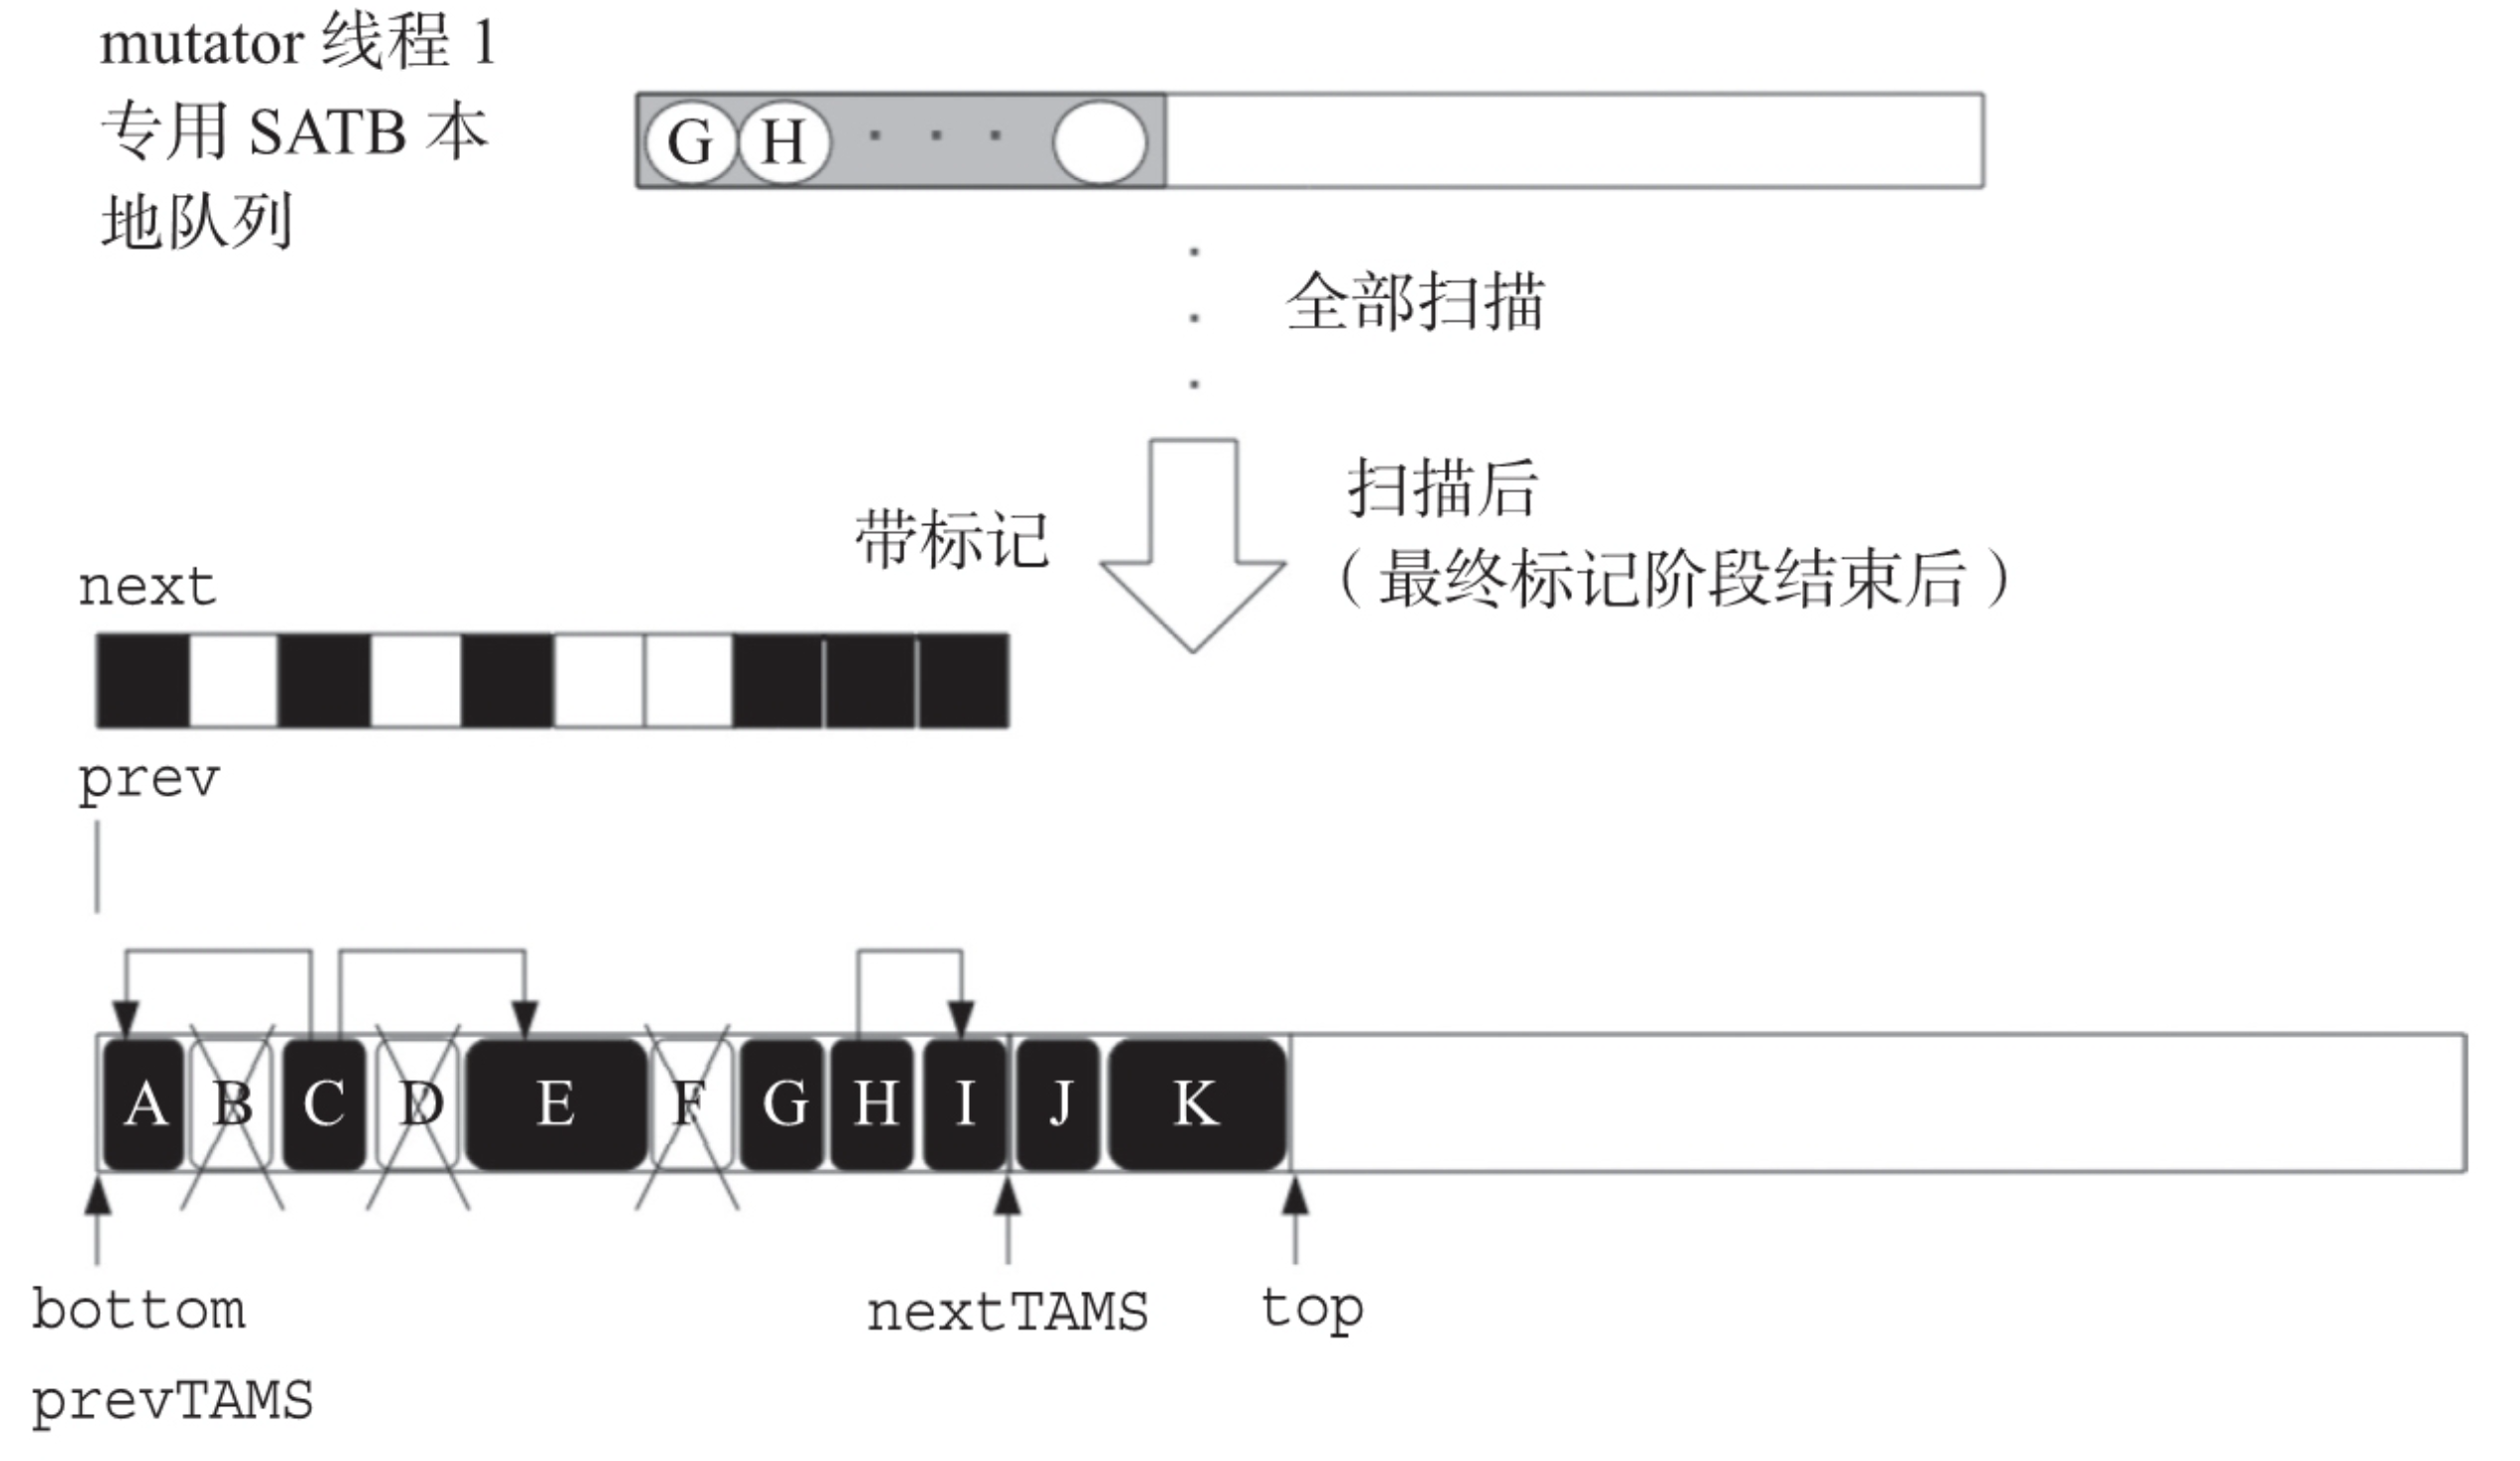 mutator 线程 1
专用 SATB 本
地队列
G H
全部扫描
带标记
扫描后
（最终标记阶段结束后）
next
prev
A B C D E F G H I J K
bottom
prevTAMS
nextTAMS
top